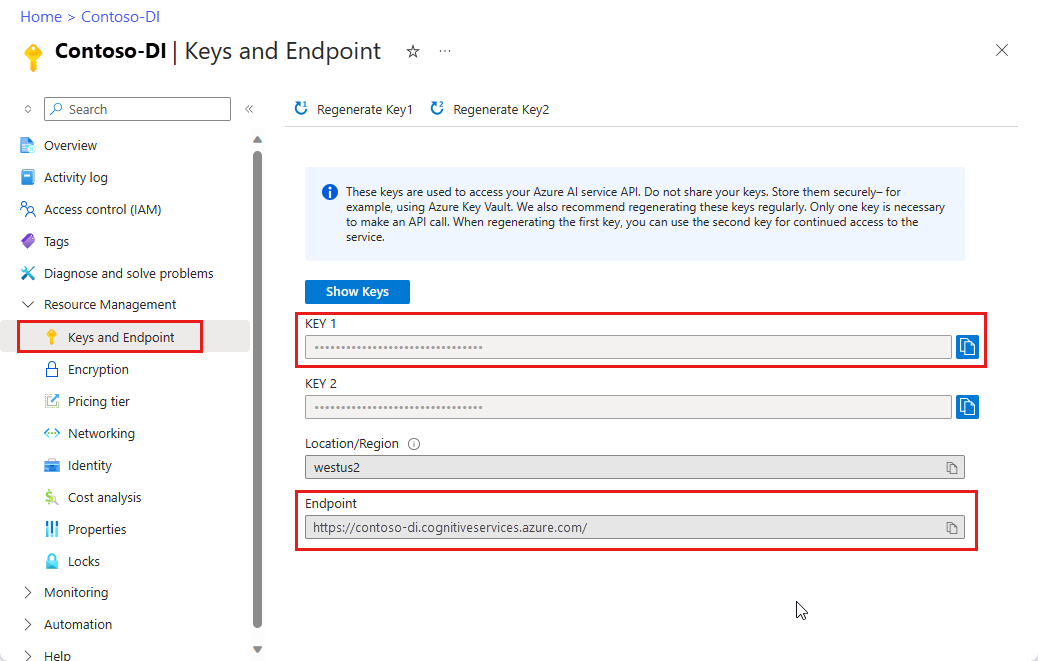 Home > Contoso-DI
Contoso-DI | Keys and Endpoint
Search
Overview
Activity log
Access control (IAM)
Tags
Diagnose and solve problems
Resource Management
Keys and Endpoint
Encryption
Pricing tier
Networking
Identity
Cost analysis
Properties
Locks
Monitoring
Automation
Help
Regenerate Key1
Regenerate Key2
These keys are used to access your Azure AI service API. Do not share your keys. Store them securely– for
example, using Azure Key Vault. We also recommend regenerating these keys regularly. Only one key is necessary
to make an API call. When regenerating the first key, you can use the second key for continued access to the
service.
Show Keys
KEY 1
••••••••••••••••••••••••••••••••
KEY 2
••••••••••••••••••••••••••••••••
Location/Region
westus2
Endpoint
https://contoso-di.cognitiveservices.azure.com/